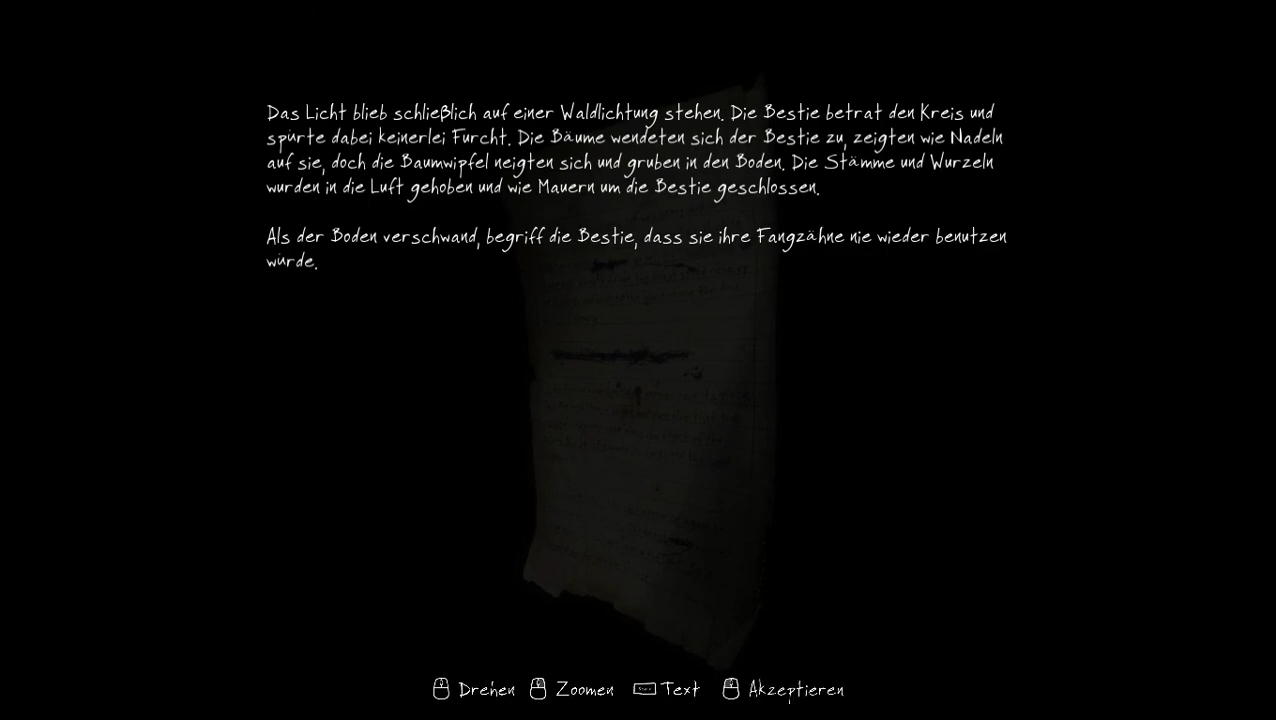 Das Licht blieb schließlich auf einer Waldlichtung stehen. Die Bestie betrat den Kreis und
spürte dabei keinerlei Furcht. Die Bäume wendeten sich der Bestie zu, zeigten wie Nadeln
auf sie, doch die Baumwipfel neigten sich und gruben in den Boden. Die Stämme und Wurzeln
wurden in die Luft gehoben und wie Mauern um die Bestie geschlossen.
Als der Boden verschwand, begriff die Bestie, dass sie ihre Fangzähne nie wieder benutzen
würde.
Drehen Zoomen Text Akzeptieren